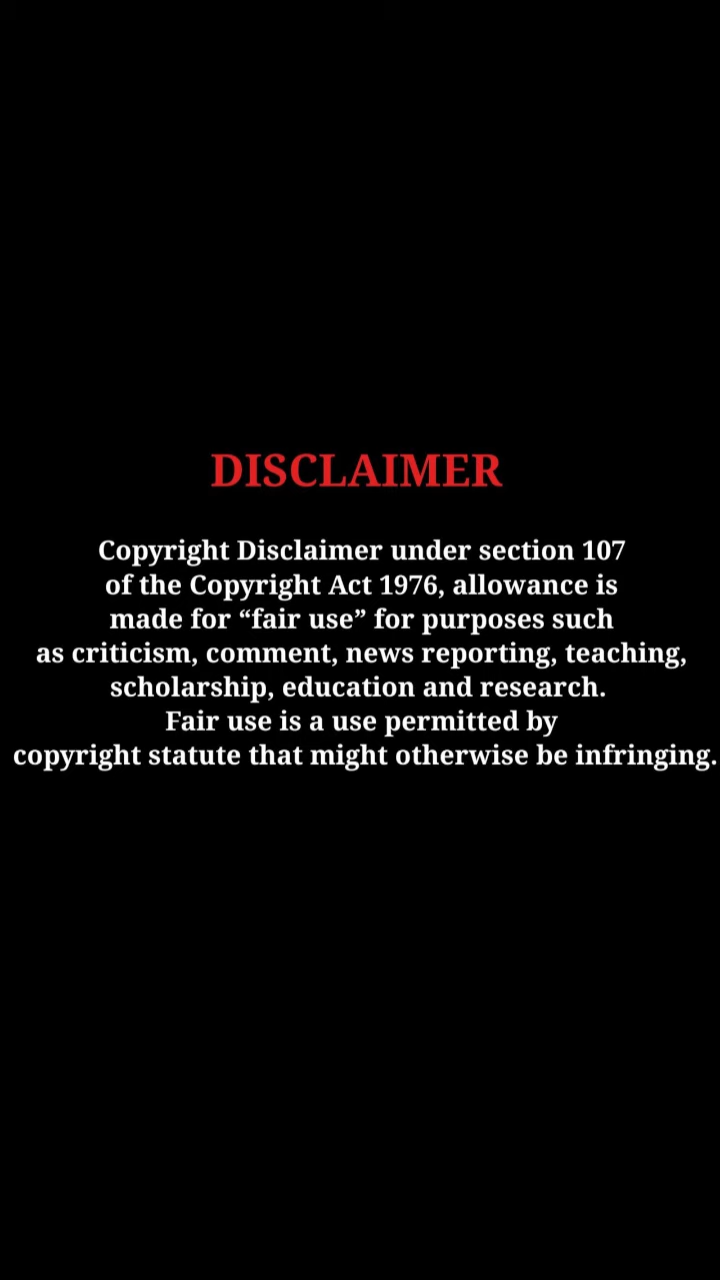 DISCLAIMER
Copyright Disclaimer under section 107
of the Copyright Act 1976, allowance is
made for “fair use” for purposes such
as criticism, comment, news reporting, teaching,
scholarship, education and research.
Fair use is a use permitted by
copyright statute that might otherwise be infringing.